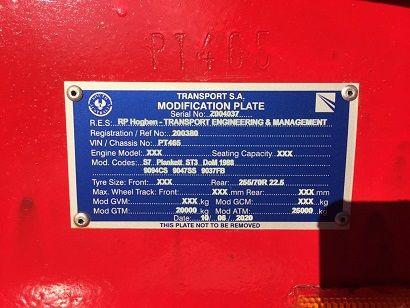 PT465
TRANSPORT S.A.
MODIFICATION PLATE
Serial No:..Z004037......
R.E.S: RP Hogben - TRANSPORT ENGINEERING & MANAGEMENT
Registration / Ref No:..200380
VIN / Chassis No:....PT465
Engine Model:...XXX Seating Capacity...XXX
Mod. Codes: S7 Plankett ST3 DoM 1988
9094CS 9047SS 9037FB
Tyre Size: Front:....XXX Rear:...255/70R 22.5
Max. Wheel Track: Front:....XXX..mm Rear:....XXX..mm
Mod GVM:....XXX..kg Mod GCM:....XXX..kg
Mod GTM:....20000..kg Mod ATM:...25000..kg
Date:...10 / 08 / 2020
THIS PLATE NOT TO BE REMOVED